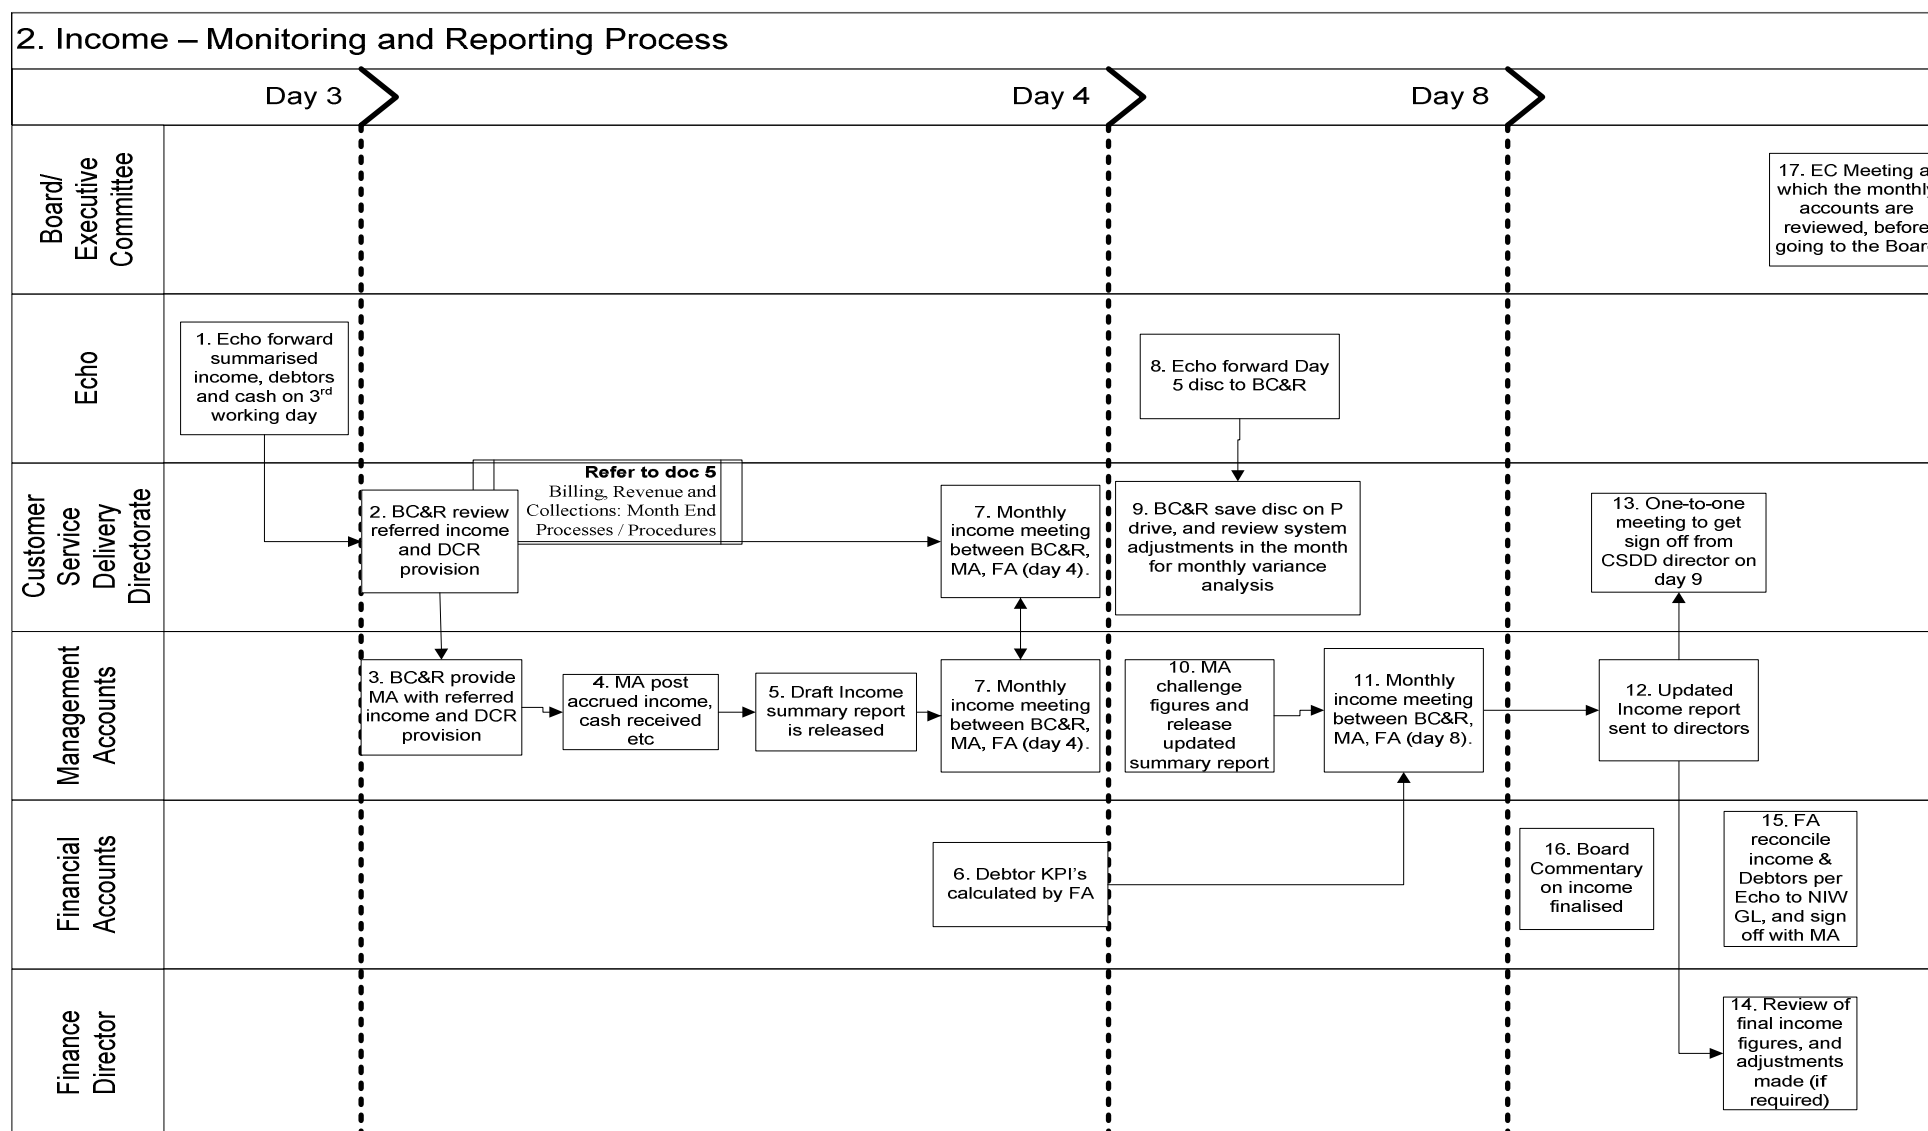 2. Income – Monitoring and Reporting Process
Day 3
Day 4
Day 8
Board/
Executive
Committee
17. EC Meeting a
which the monthly
accounts are
reviewed, before
going to the Boar
Echo
1. Echo forward
summarised
income, debtors
and cash on 3rd
working day
8. Echo forward Day
5 disc to BC&R
Customer
Service
Delivery
Directorate
Refer to doc 5
Billing, Revenue and
Collections: Month End
Processes / Procedures
2. BC&R review
referred income
and DCR
provision
7. Monthly
income meeting
between BC&R,
MA, FA (day 4).
9. BC&R save disc on P
drive, and review system
adjustments in the month
for monthly variance
analysis
13. One-to-one
meeting to get
sign off from
CSDD director on
day 9
Management
Accounts
3. BC&R provide
MA with referred
income and DCR
provision
4. MA post
accrued income,
cash received
etc
5. Draft Income
summary report
is released
7. Monthly
income meeting
between BC&R,
MA, FA (day 4).
10. MA
challenge
figures and
release
updated
summary report
11. Monthly
income meeting
between BC&R,
MA, FA (day 8).
12. Updated
Income report
sent to directors
Financial
Accounts
6. Debtor KPI's
calculated by FA
16. Board
Commentary
on income
finalised
15. FA
reconcile
income &
Debtors per
Echo to NIW
GL, and sign
off with MA
Finance
Director
14. Review of
final income
figures, and
adjustments
made (if
required)